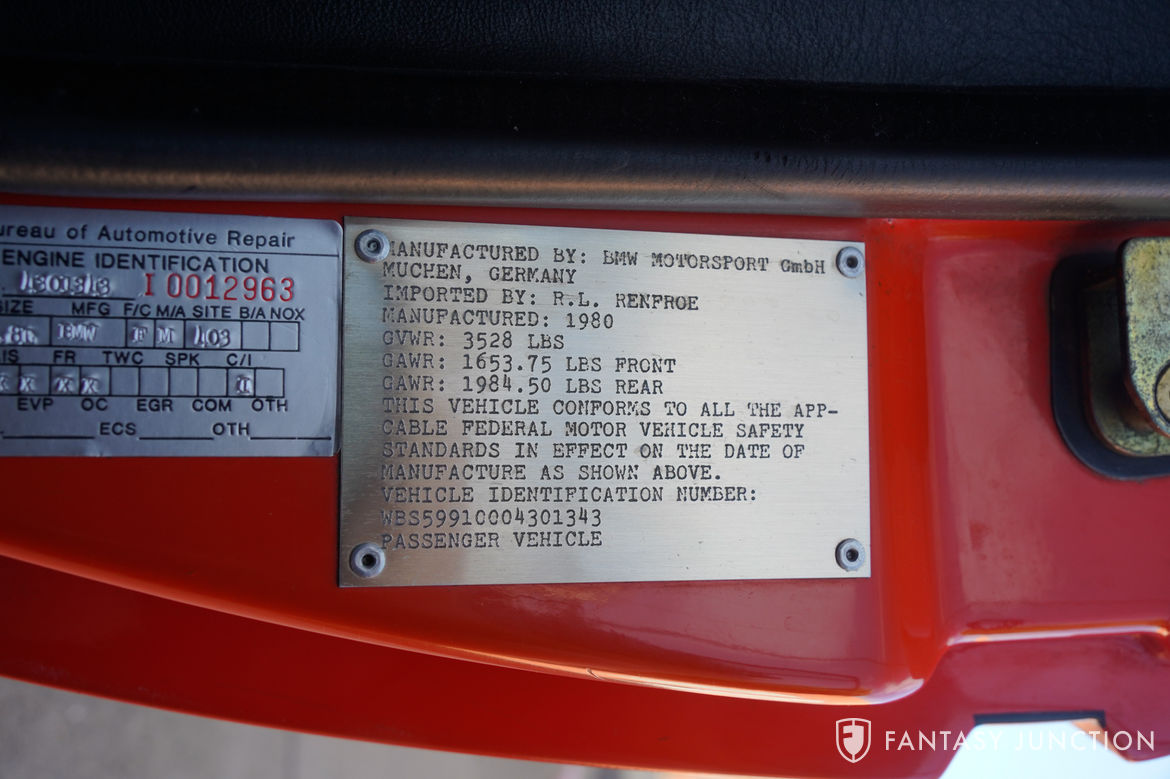 ureau of Automotive Repair
ENGINE IDENTIFICATION
4301343 I 0012963
SIZE MFG F/C M/A SITE B/A NOX
BMW F M 403
IS FR TWC SPK C/I
X X X X I
EVP OC EGR COM OTH
ECS OTH
MANUFACTURED BY: BMW MOTORSPORT GmbH
MUCHEN, GERMANY
IMPORTED BY: R.L. RENFROE
MANUFACTURED: 1980
GVWR: 3528 LBS
GAWR: 1653.75 LBS FRONT
GAWR: 1984.50 LBS REAR
THIS VEHICLE CONFORMS TO ALL THE APP-
CABLE FEDERAL MOTOR VEHICLE SAFETY
STANDARDS IN EFFECT ON THE DATE OF
MANUFACTURE AS SHOWN ABOVE.
VEHICLE IDENTIFICATION NUMBER:
WBS59910004301343
PASSENGER VEHICLE
FANTASY JUNCTION